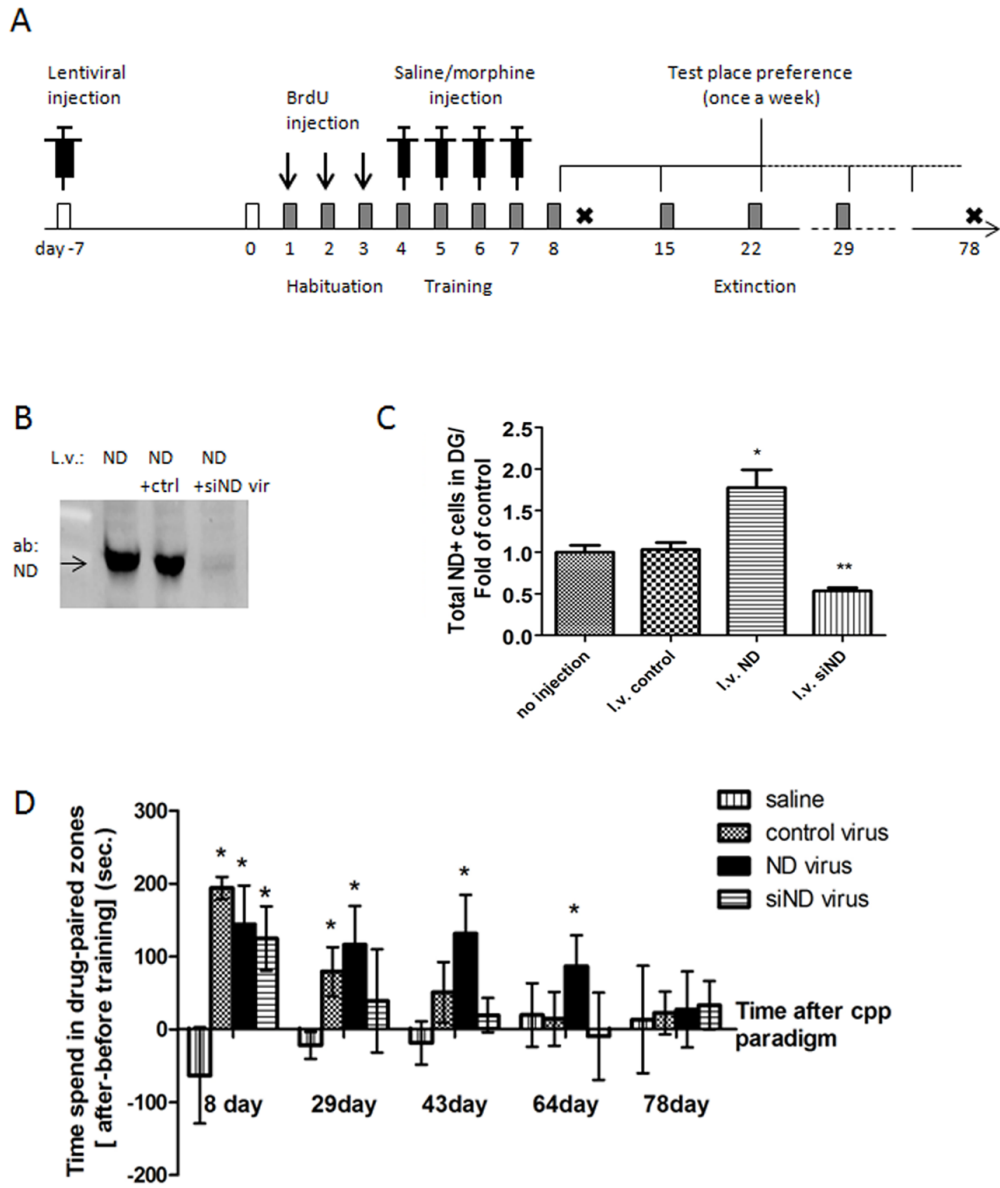 A
Lentiviral
injection
BrdU
injection
Saline/morphine
injection
Test place preference
(once a week)
day -7
0
1
2
3
4
5
6
7
8
15
22
29
78
Habituation
Training
Extinction
B
L.v.: ND ND ND
+ctrl +siND vir
ab:
ND
C
Total ND+ cells in DG/
Fold of control
2.5
2.0
1.5
1.0
0.5
0.0
*
**
no injection
l.v. control
l.v. ND
l.v. siND
D
Time spend in drug-paired zones
[ after-before training] (sec.)
300
200
100
0
-100
-200
* * *
* *
*
*
8 day
29day
43day
64day
78day
saline
control virus
ND virus
siND virus
Time after cpp
paradigm